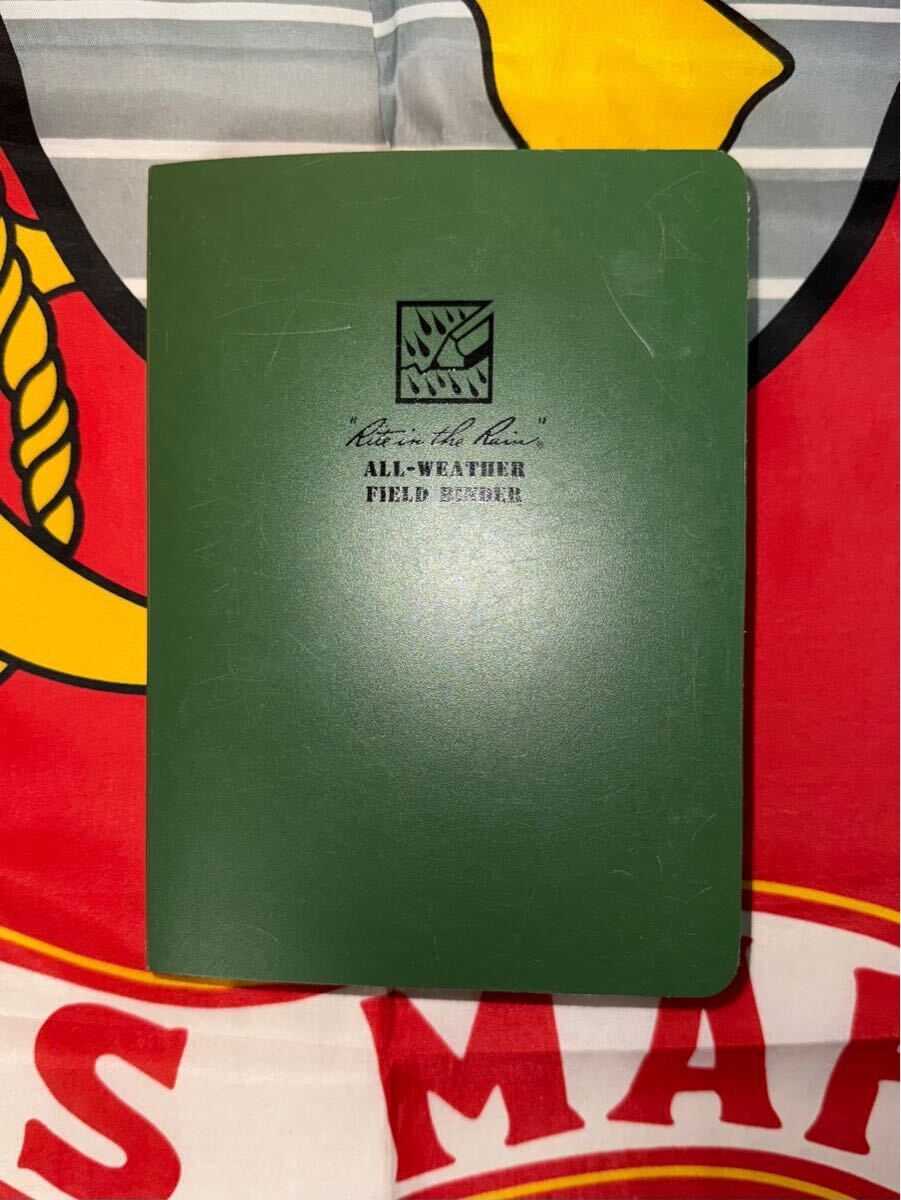 "Rite in the Rain"®
ALL-WEATHER
FIELD BINDER
S MAR